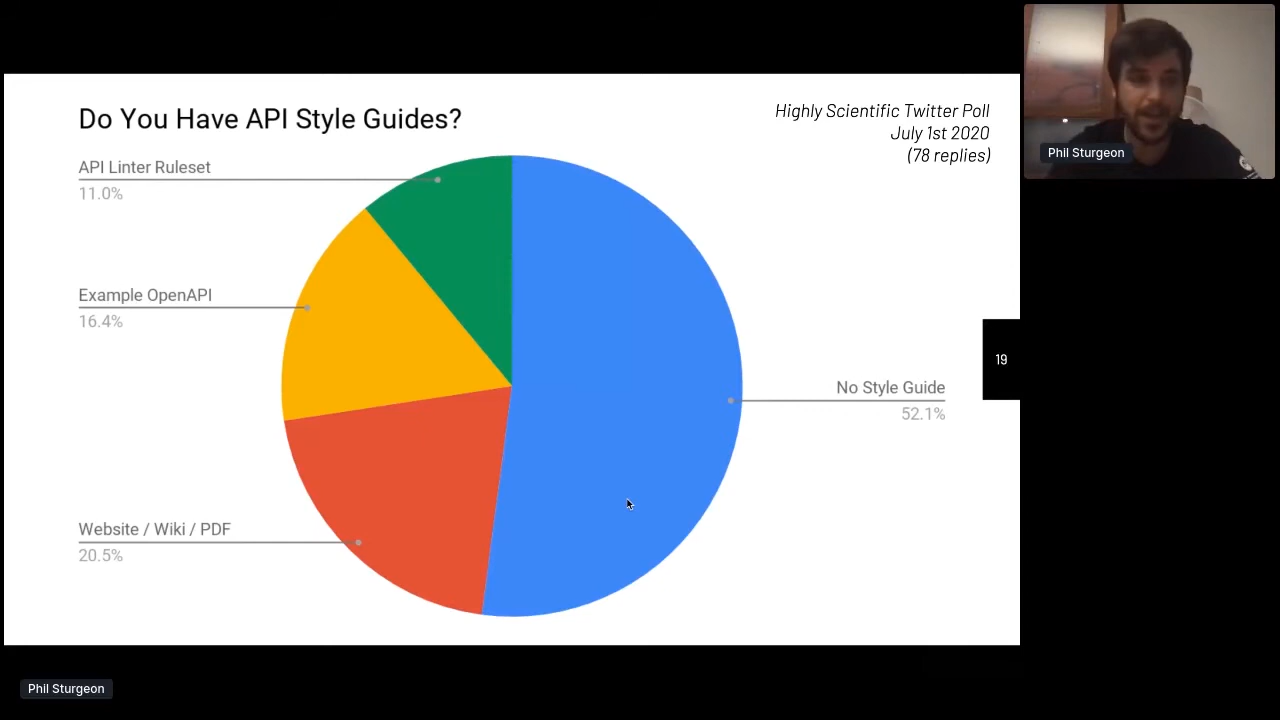 Do You Have API Style Guides?
Highly Scientific Twitter Poll
July 1st 2020
(78 replies)
API Linter Ruleset
11.0%
Example OpenAPI
16.4%
No Style Guide
52.1%
Website / Wiki / PDF
20.5%
19
Phil Sturgeon
Phil Sturgeon